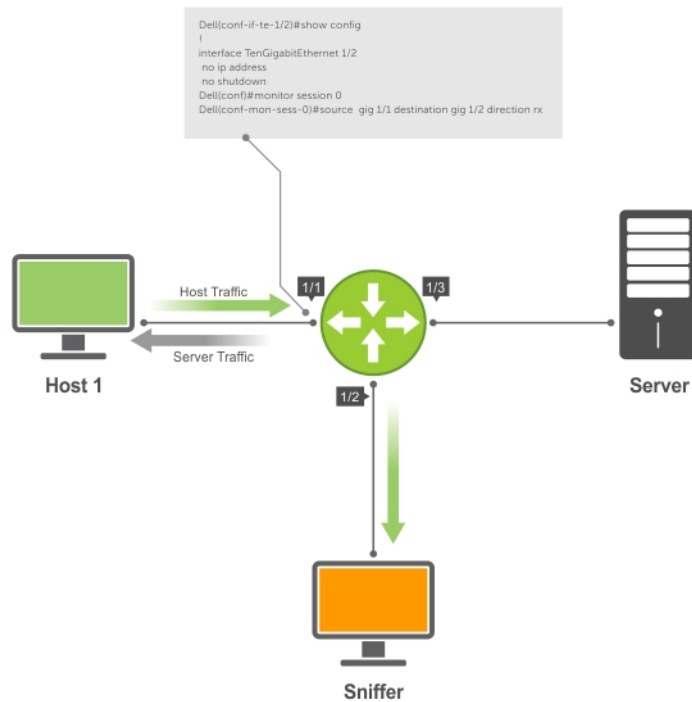 Dell(conf-if-te-1/2)#show config
!
interface TenGigabitEthernet 1/2
no ip address
no shutdown
Dell(conf)#monitor session 0
Dell(conf-mon-sess-0)#source gig 1/1 destination gig 1/2 direction rx
Host Traffic
1/1
1/3
Server Traffic
Host 1
Server
1/2
Sniffer